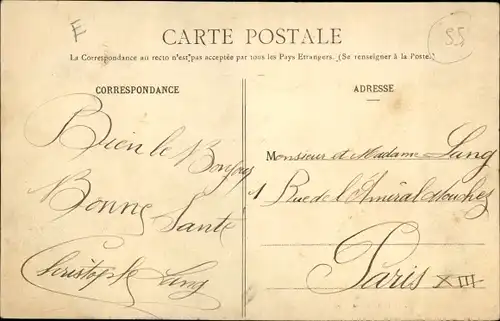 E
55
CARTE POSTALE
La Correspondance au recto n'est pas acceptée par tous les Pays Etrangers. (Se renseigner à la Poste.)
CORRESPONDANCE
Bien le Bonjour
Bonne Santé
Christophe Lang
ADRESSE
Monsieur et Madame Lang
1 Rue de l'Amiral
Paris XIII